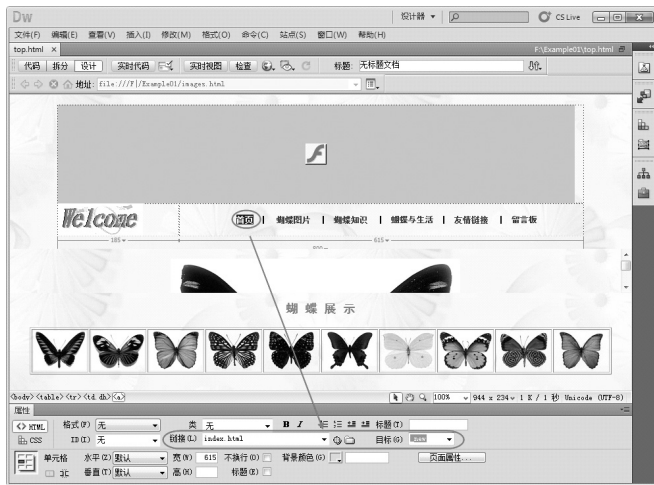 Dw 设计器 CS Live
文件(F) 编辑(E) 查看(V) 插入(I) 修改(M) 格式(O) 命令(C) 站点(S) 窗口(W) 帮助(H)
top.html × F:\Example01\top.html
代码 拆分 设计 实时代码 实时视图 检查 标题: 无标题文档
地址: file:///F|/Example01/images.html
Welcome 首页 | 蝴蝶图片 | 蝴蝶知识 | 蝴蝶与生活 | 友情链接 | 留言板
185 615
蝴 蝶 展 示
<body> <table> <tr> <td.dh> <a> 100% 944 x 234 1 K / 1 秒 Unicode (UTF-8)
属性
<> HTML 格式(F) 无 类 无 B I 标题(T)
CSS ID(I) 无 链接(L) index.html 目标(G) new
单元格 水平(Z) 默认 宽(W) 615 不换行(O) 背景颜色(G) 页面属性...
垂直(T) 默认 高(H) 标题(E)